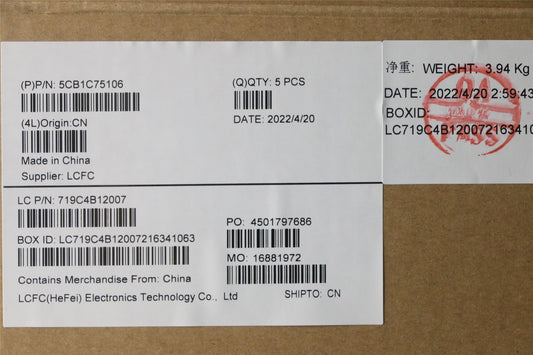 (P)P/N: 5CB1C75106
(Q)QTY: 5 PCS
(4L)Origin:CN
DATE: 2022/4/20
Made in China
Supplier: LCFC
LC P/N: 719C4B12007
PO: 4501797686
BOX ID: LC719C4B12007216341063
MO: 16881972
Contains Merchandise From: China
LCFC(HeFei) Electronics Technology Co., Ltd
SHIPTO: CN
净重: WEIGHT: 3.94 Kg
DATE: 2022/4/20 2:59:43
BOXID:
LC719C4B120072163410